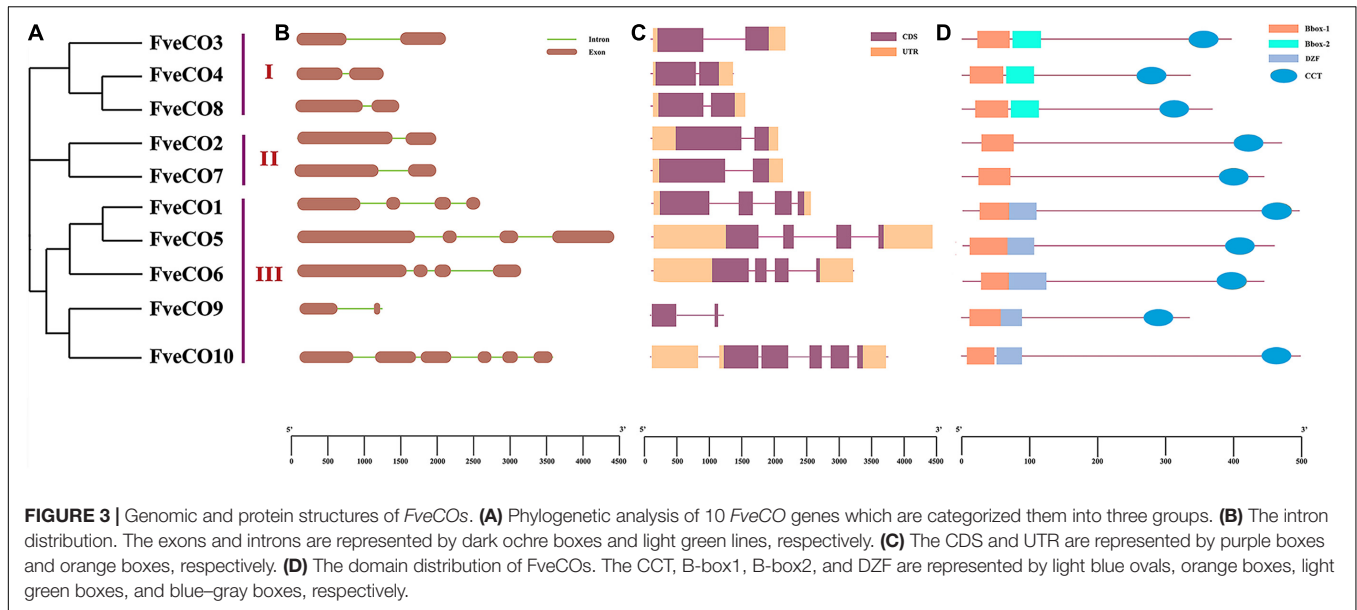 A
FveCO3
FveCO4
FveCO8
FveCO2
FveCO7
FveCO1
FveCO5
FveCO6
FveCO9
FveCO10
I
II
III
B
Intron
Exon
5'
3'
0 500 1000 1500 2000 2500 3000 3500 4000 4500
C
CDS
UTR
5'
3'
0 500 1000 1500 2000 2500 3000 3500 4000 4500
D
Bbox-1
Bbox-2
DZF
CCT
5'
3'
0 100 200 300 400 500
FIGURE 3 | Genomic and protein structures of FveCOs. (A) Phylogenetic analysis of 10 FveCO genes which are categorized them into three groups. (B) The intron
distribution. The exons and introns are represented by dark ochre boxes and light green lines, respectively. (C) The CDS and UTR are represented by purple boxes
and orange boxes, respectively. (D) The domain distribution of FveCOs. The CCT, B-box1, B-box2, and DZF are represented by light blue ovals, orange boxes, light
green boxes, and blue–gray boxes, respectively.